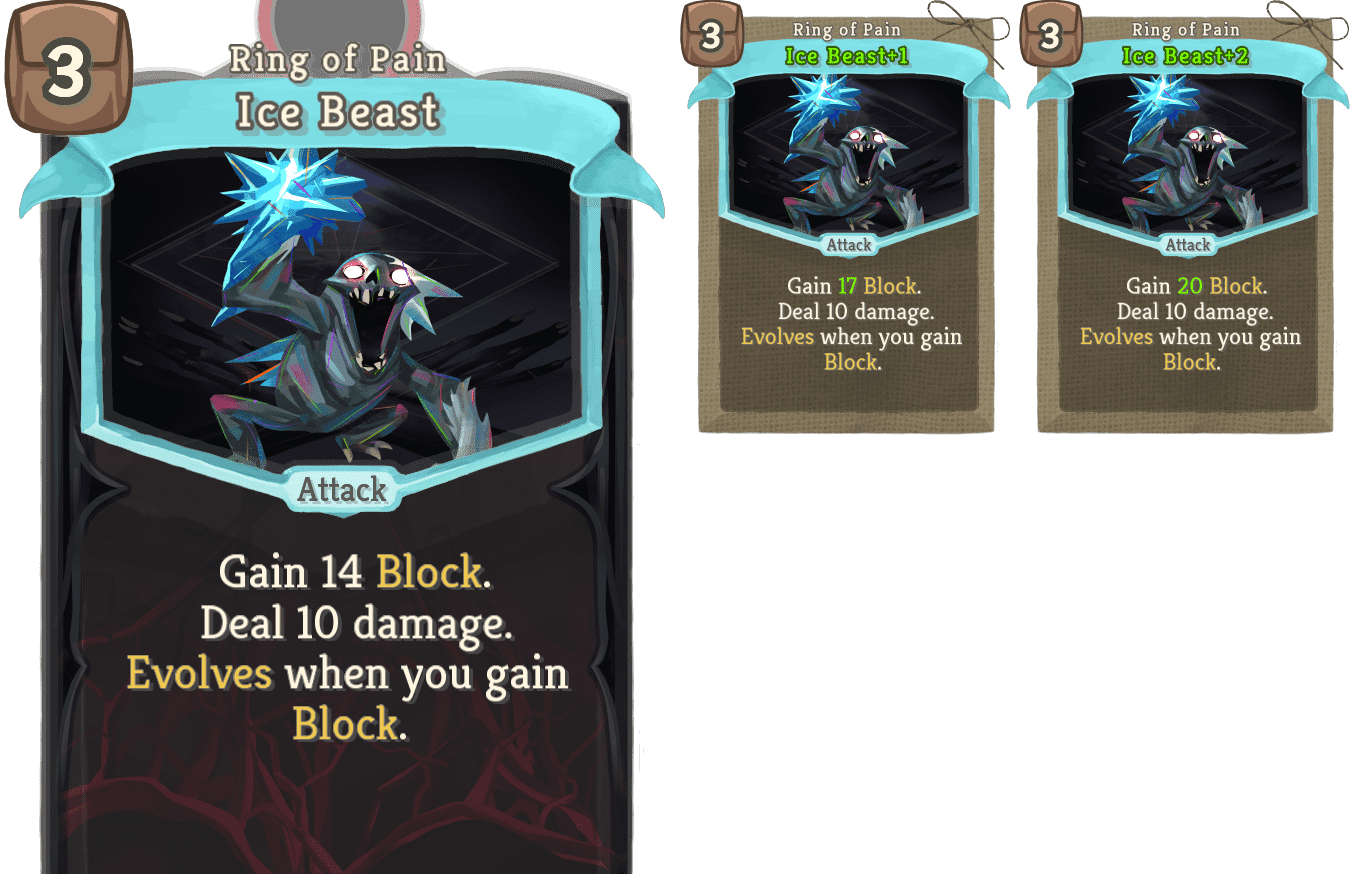 3
Ring of Pain
Ice Beast
Attack
Gain 14 Block.
Deal 10 damage.
Evolves when you gain
Block.
3
Ring of Pain
Ice Beast+1
Attack
Gain 17 Block.
Deal 10 damage.
Evolves when you gain
Block.
3
Ring of Pain
Ice Beast+2
Attack
Gain 20 Block.
Deal 10 damage.
Evolves when you gain
Block.